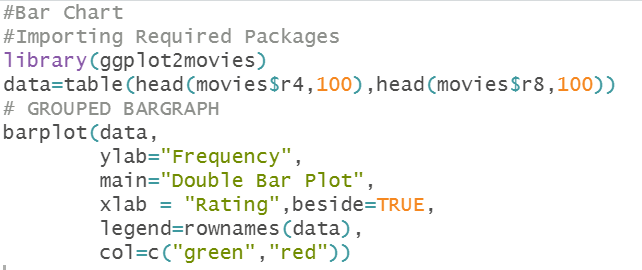 #Bar Chart
#Importing Required Packages
library(ggplot2movies)
data=table(head(movies$r4,100),head(movies$r8,100))
# GROUPED BARGRAPH
barplot(data,
        ylab="Frequency",
        main="Double Bar Plot",
        xlab = "Rating",beside=TRUE,
        legend=rownames(data),
        col=c("green","red"))